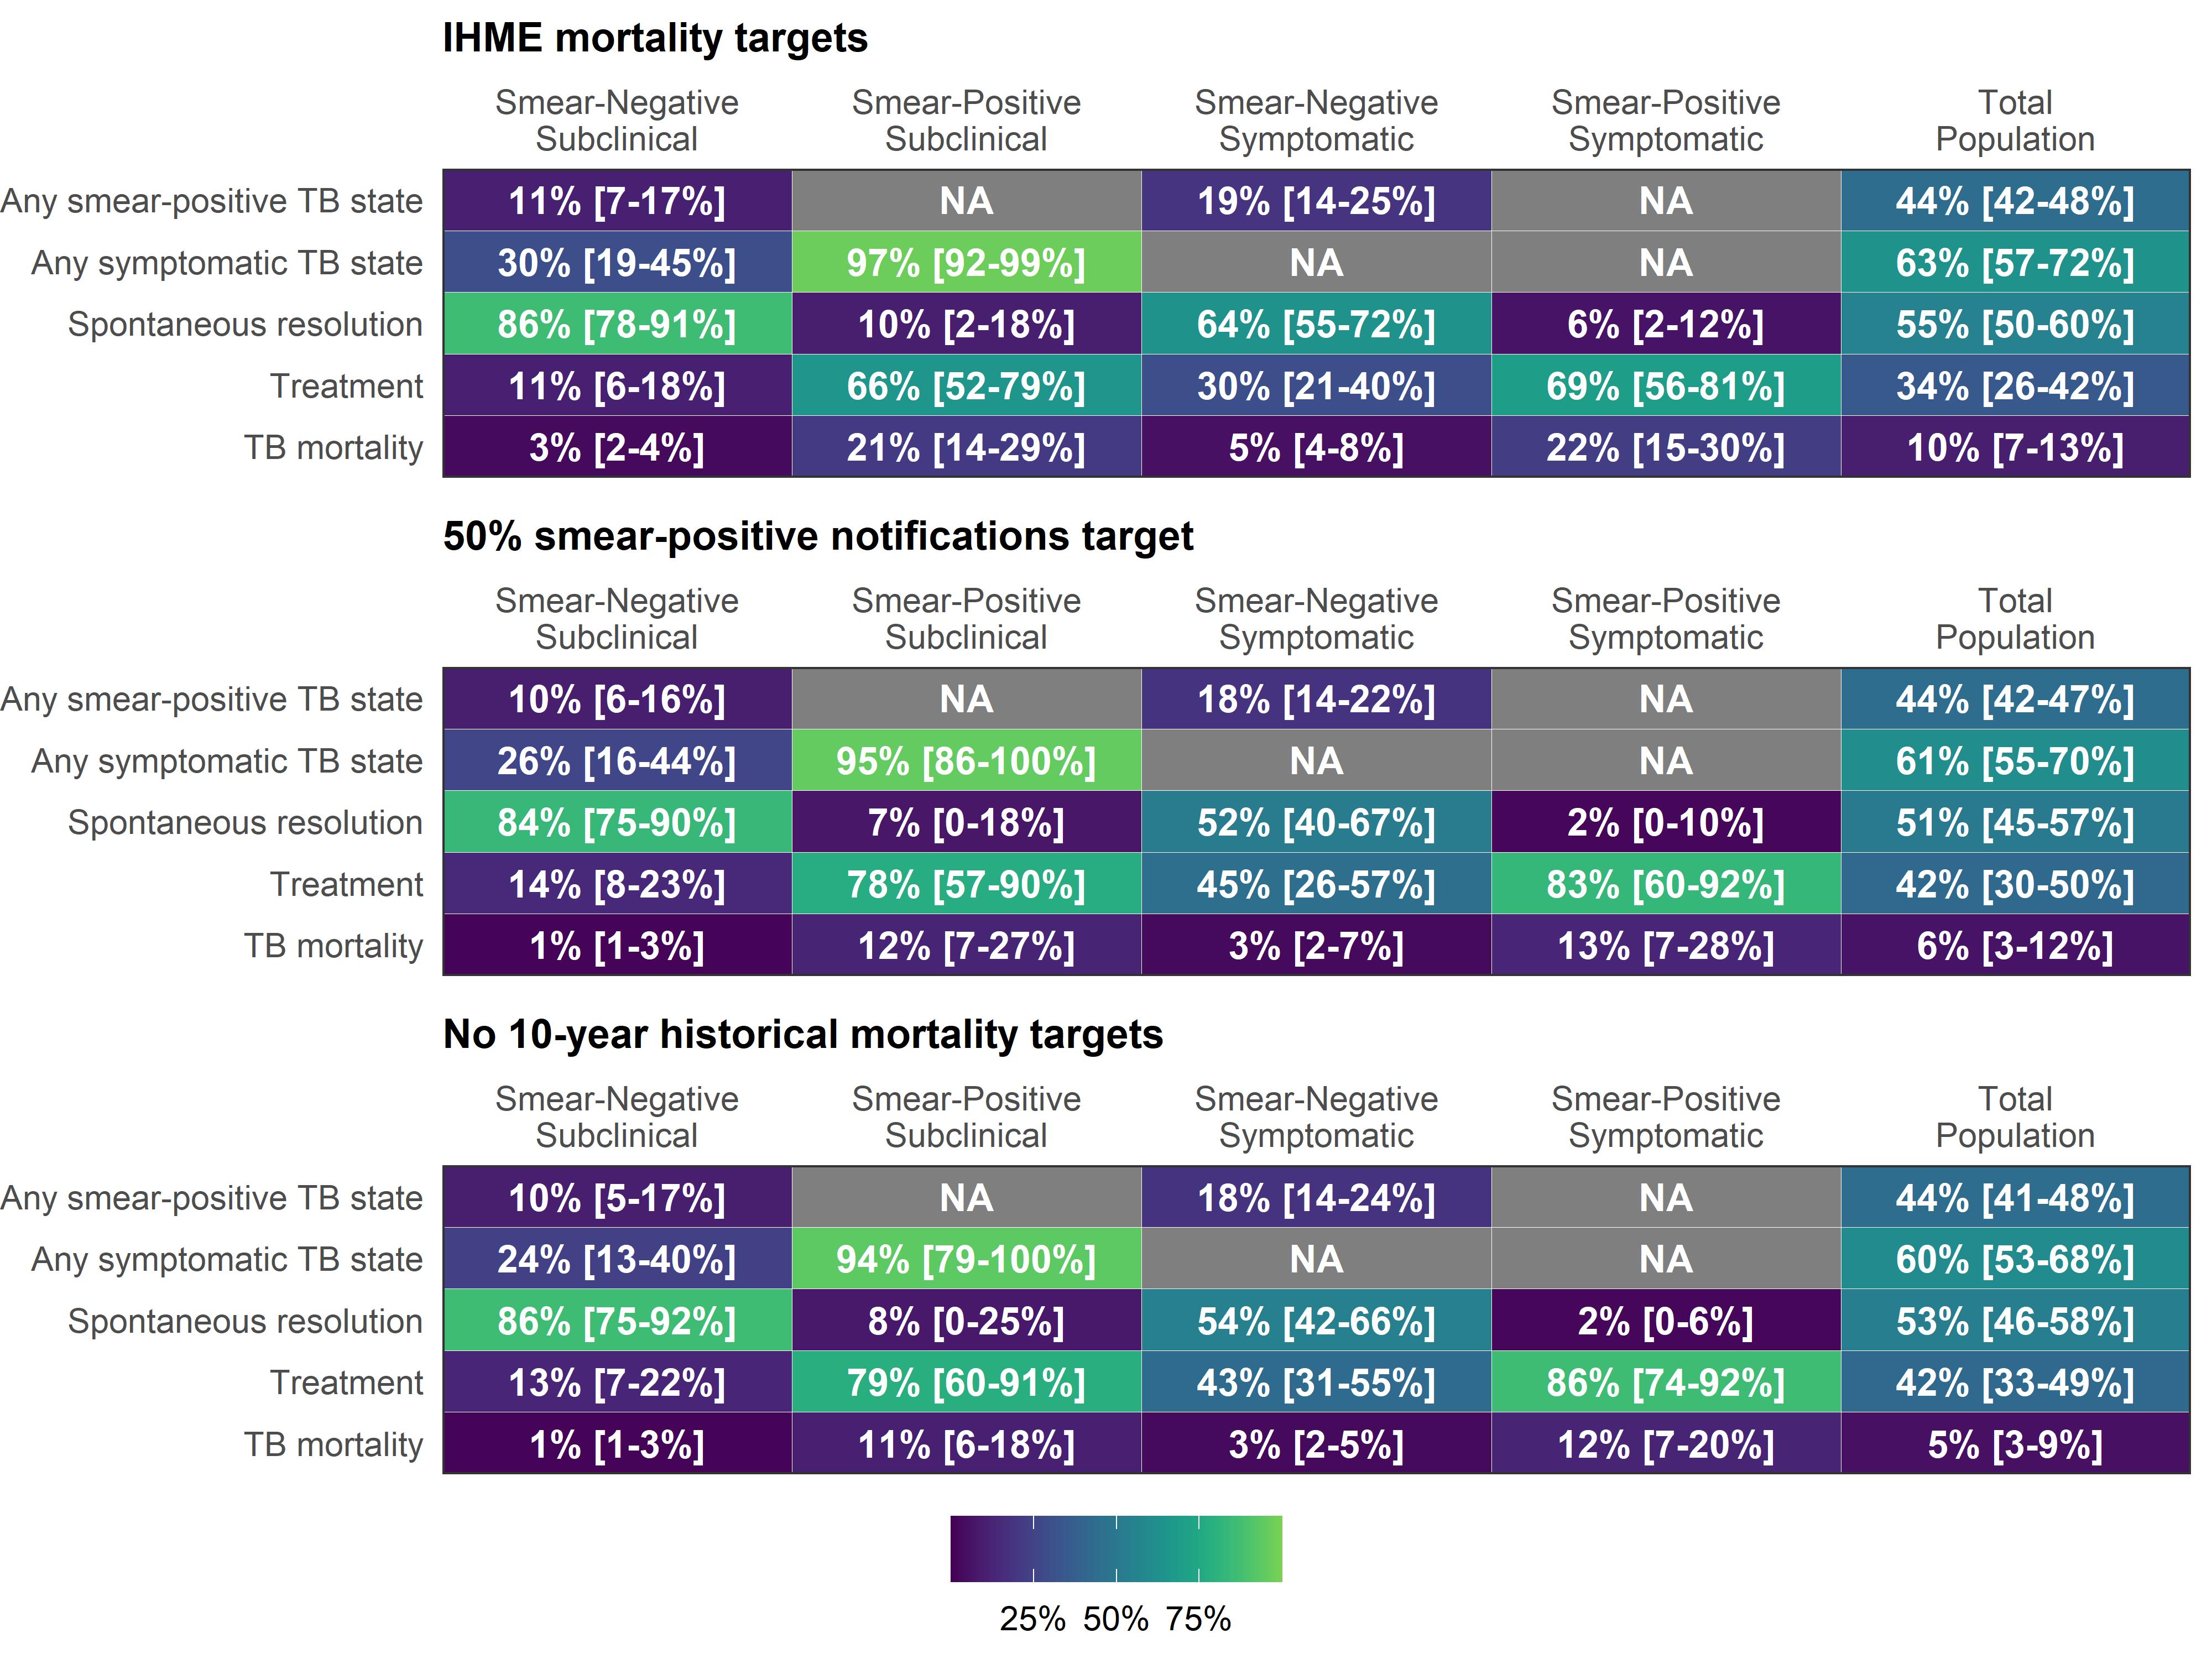 IHME mortality targets
Smear-Negative Smear-Positive Smear-Negative Smear-Positive Total
Subclinical Subclinical Symptomatic Symptomatic Population
Any smear-positive TB state 11% [7-17%] NA 19% [14-25%] NA 44% [42-48%]
Any symptomatic TB state 30% [19-45%] 97% [92-99%] NA NA 63% [57-72%]
Spontaneous resolution 86% [78-91%] 10% [2-18%] 64% [55-72%] 6% [2-12%] 55% [50-60%]
Treatment 11% [6-18%] 66% [52-79%] 30% [21-40%] 69% [56-81%] 34% [26-42%]
TB mortality 3% [2-4%] 21% [14-29%] 5% [4-8%] 22% [15-30%] 10% [7-13%]
50% smear-positive notifications target
Smear-Negative Smear-Positive Smear-Negative Smear-Positive Total
Subclinical Subclinical Symptomatic Symptomatic Population
Any smear-positive TB state 10% [6-16%] NA 18% [14-22%] NA 44% [42-47%]
Any symptomatic TB state 26% [16-44%] 95% [86-100%] NA NA 61% [55-70%]
Spontaneous resolution 84% [75-90%] 7% [0-18%] 52% [40-67%] 2% [0-10%] 51% [45-57%]
Treatment 14% [8-23%] 78% [57-90%] 45% [26-57%] 83% [60-92%] 42% [30-50%]
TB mortality 1% [1-3%] 12% [7-27%] 3% [2-7%] 13% [7-28%] 6% [3-12%]
No 10-year historical mortality targets
Smear-Negative Smear-Positive Smear-Negative Smear-Positive Total
Subclinical Subclinical Symptomatic Symptomatic Population
Any smear-positive TB state 10% [5-17%] NA 18% [14-24%] NA 44% [41-48%]
Any symptomatic TB state 24% [13-40%] 94% [79-100%] NA NA 60% [53-68%]
Spontaneous resolution 86% [75-92%] 8% [0-25%] 54% [42-66%] 2% [0-6%] 53% [46-58%]
Treatment 13% [7-22%] 79% [60-91%] 43% [31-55%] 86% [74-92%] 42% [33-49%]
TB mortality 1% [1-3%] 11% [6-18%] 3% [2-5%] 12% [7-20%] 5% [3-9%]
25% 50% 75%